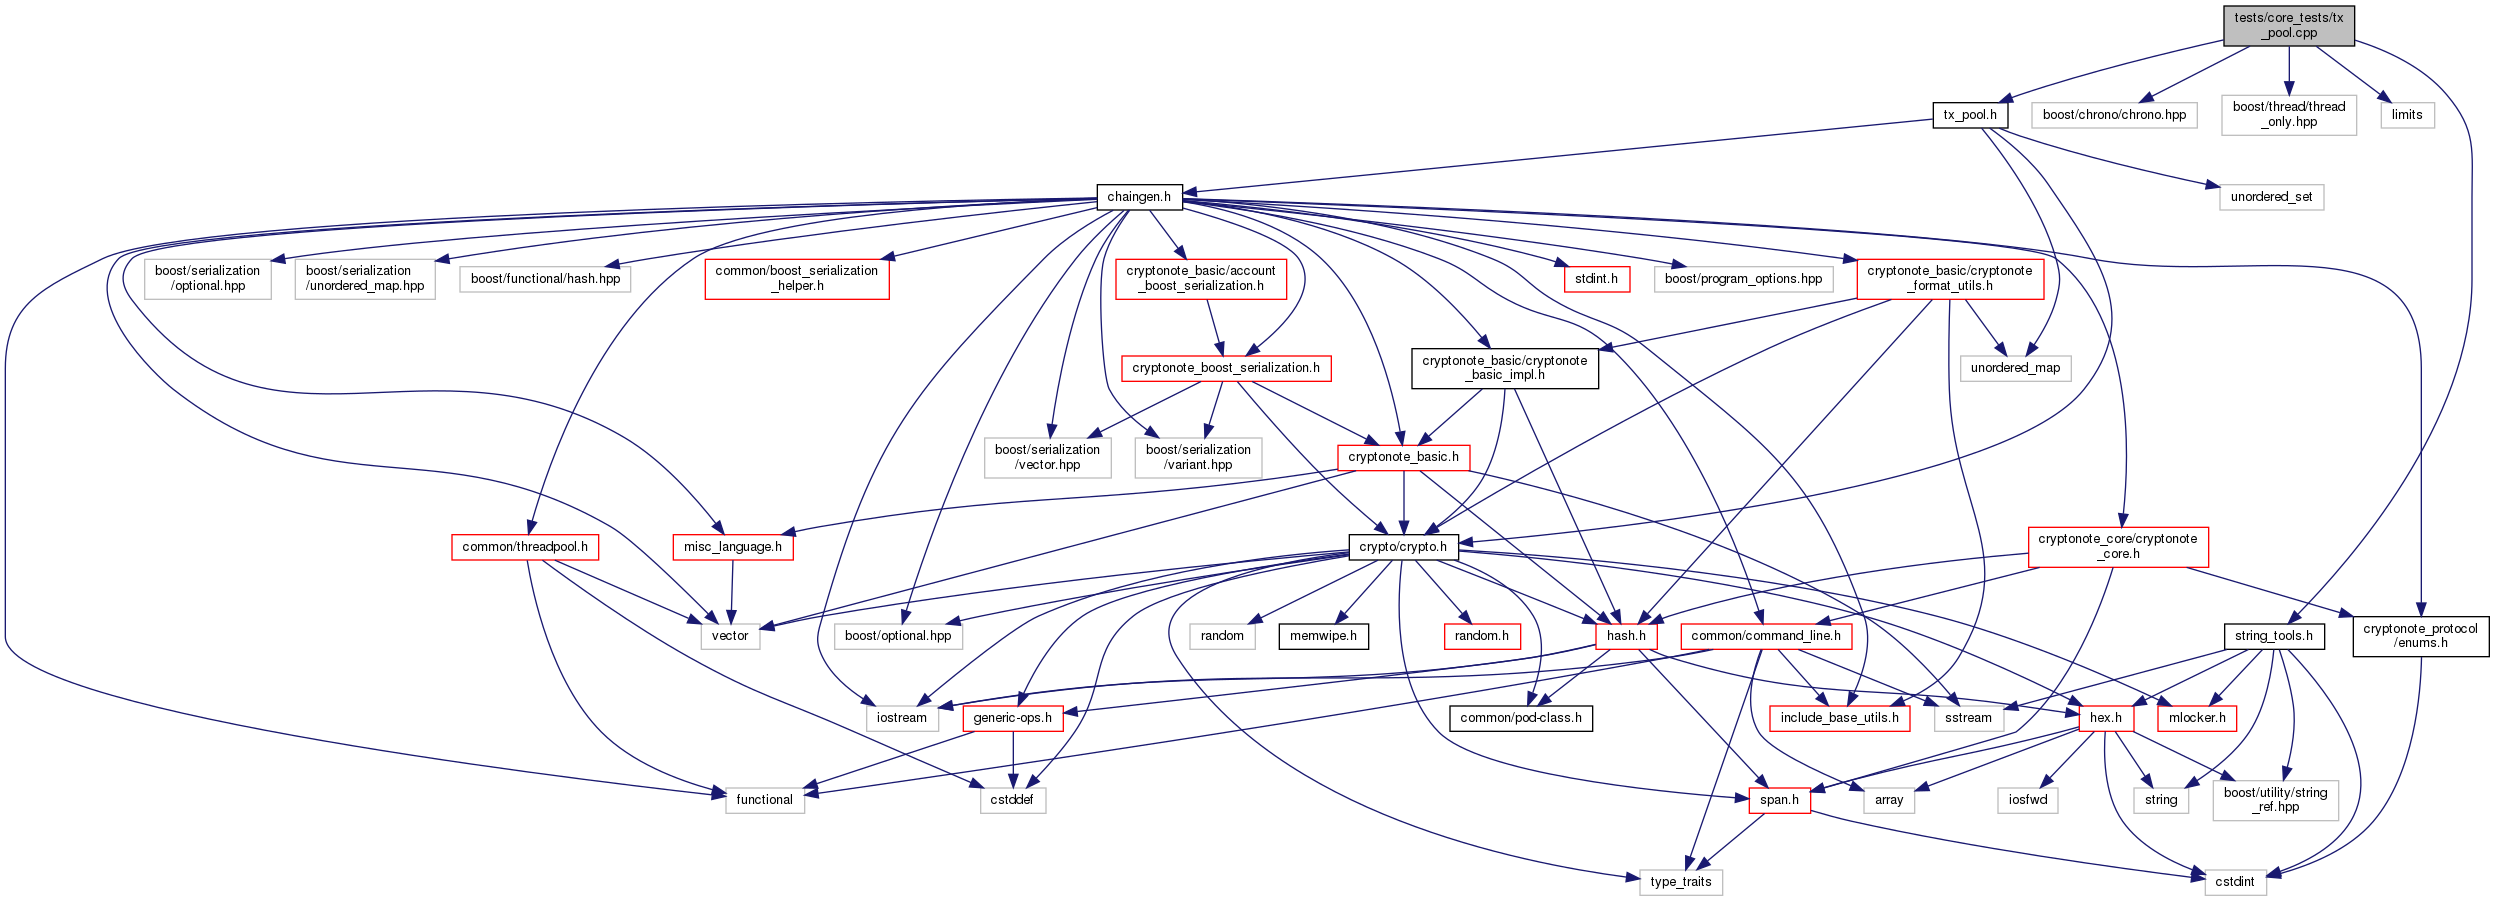 tests/core_tests/tx
_pool.cpp
tx_pool.h
boost/chrono/chrono.hpp
boost/thread/thread
_only.hpp
limits
chaingen.h
unordered_set
boost/serialization
/optional.hpp
boost/serialization
/unordered_map.hpp
boost/functional/hash.hpp
common/boost_serialization
_helper.h
cryptonote_basic/account
_boost_serialization.h
stdint.h
boost/program_options.hpp
cryptonote_basic/cryptonote
_format_utils.h
cryptonote_boost_serialization.h
cryptonote_basic/cryptonote
_basic_impl.h
unordered_map
boost/serialization
/vector.hpp
boost/serialization
/variant.hpp
cryptonote_basic.h
common/threadpool.h
misc_language.h
crypto/crypto.h
cryptonote_core/cryptonote
_core.h
vector
boost/optional.hpp
random
memwipe.h
random.h
hash.h
common/command_line.h
string_tools.h
cryptonote_protocol
/enums.h
iostream
generic-ops.h
common/pod-class.h
include_base_utils.h
sstream
hex.h
mlocker.h
functional
cstddef
span.h
array
iosfwd
string
boost/utility/string
_ref.hpp
type_traits
cstdint